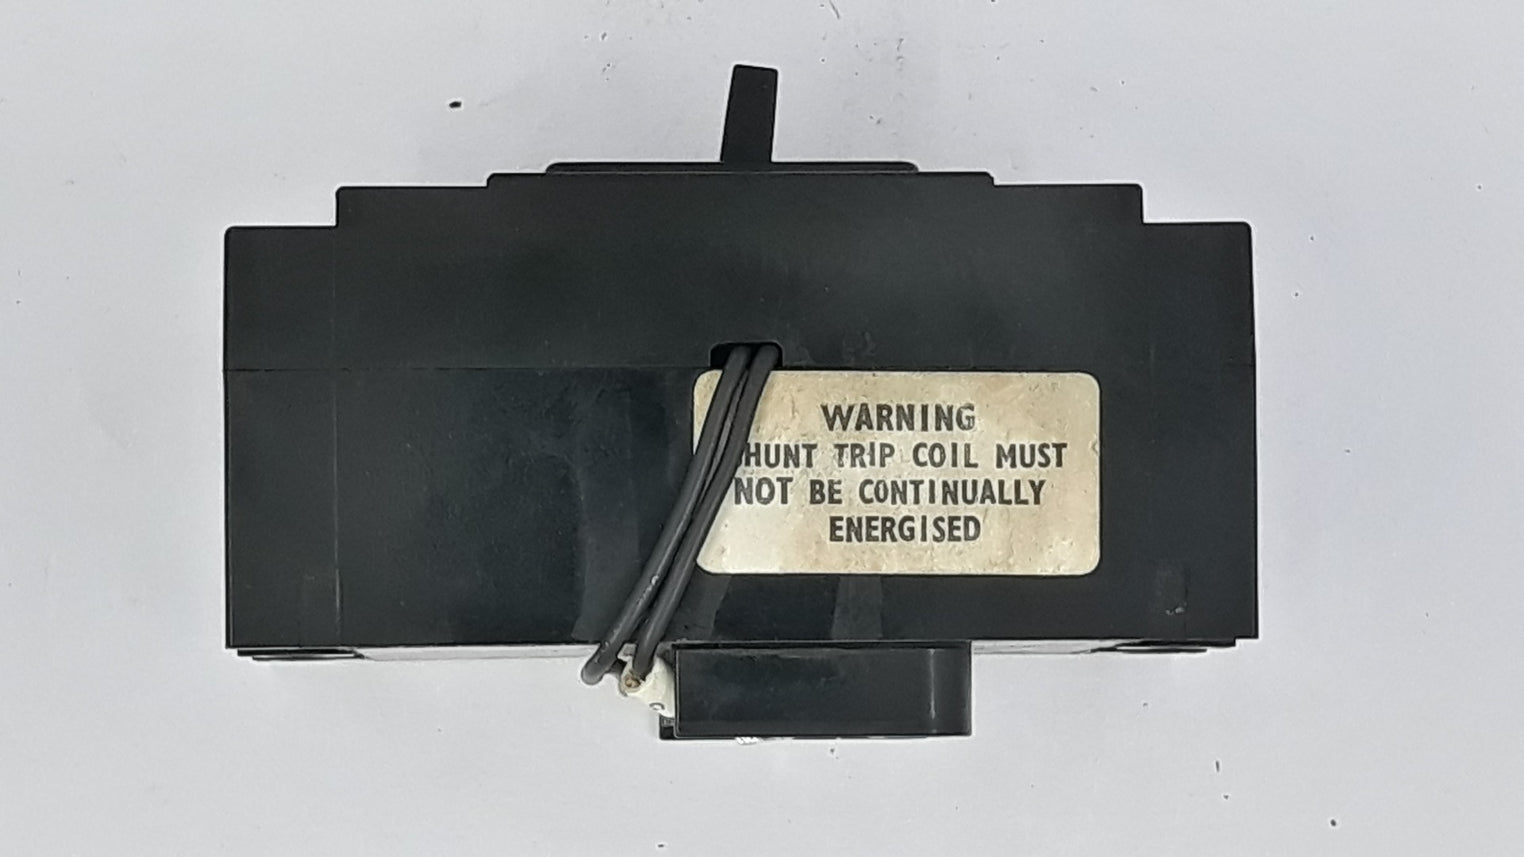 WARNING
HUNT TRIP COIL MUST
NOT BE CONTINUALLY
ENERGISED